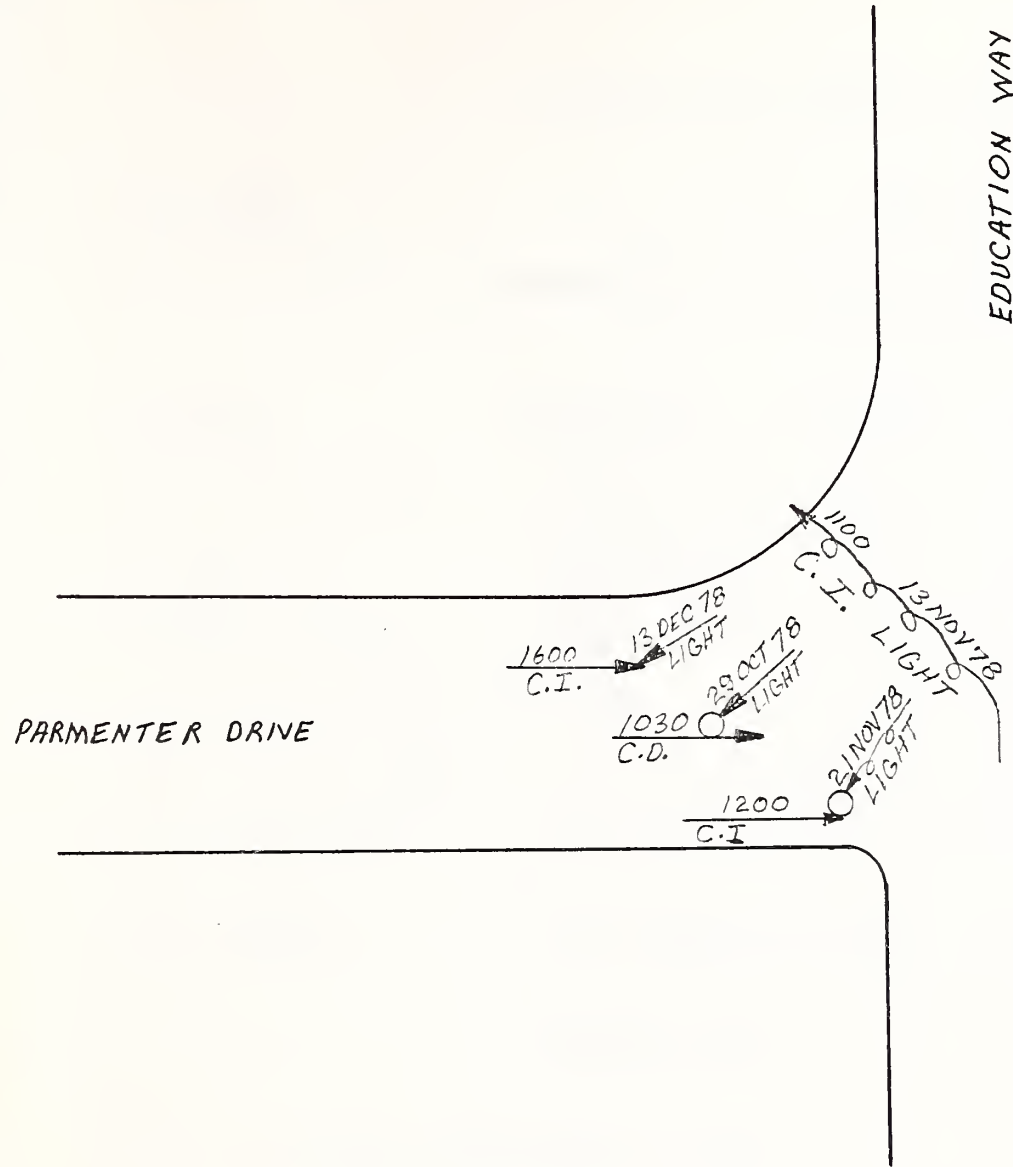 EDUCATION WAY
1100
C. I.
13 NOV 78
LIGHT
13 DEC 78
LIGHT
1600
C. I.
29 OCT 78
LIGHT
1030
C.D.
PARMENTER DRIVE
21 NOV 78
LIGHT
1200
C.I